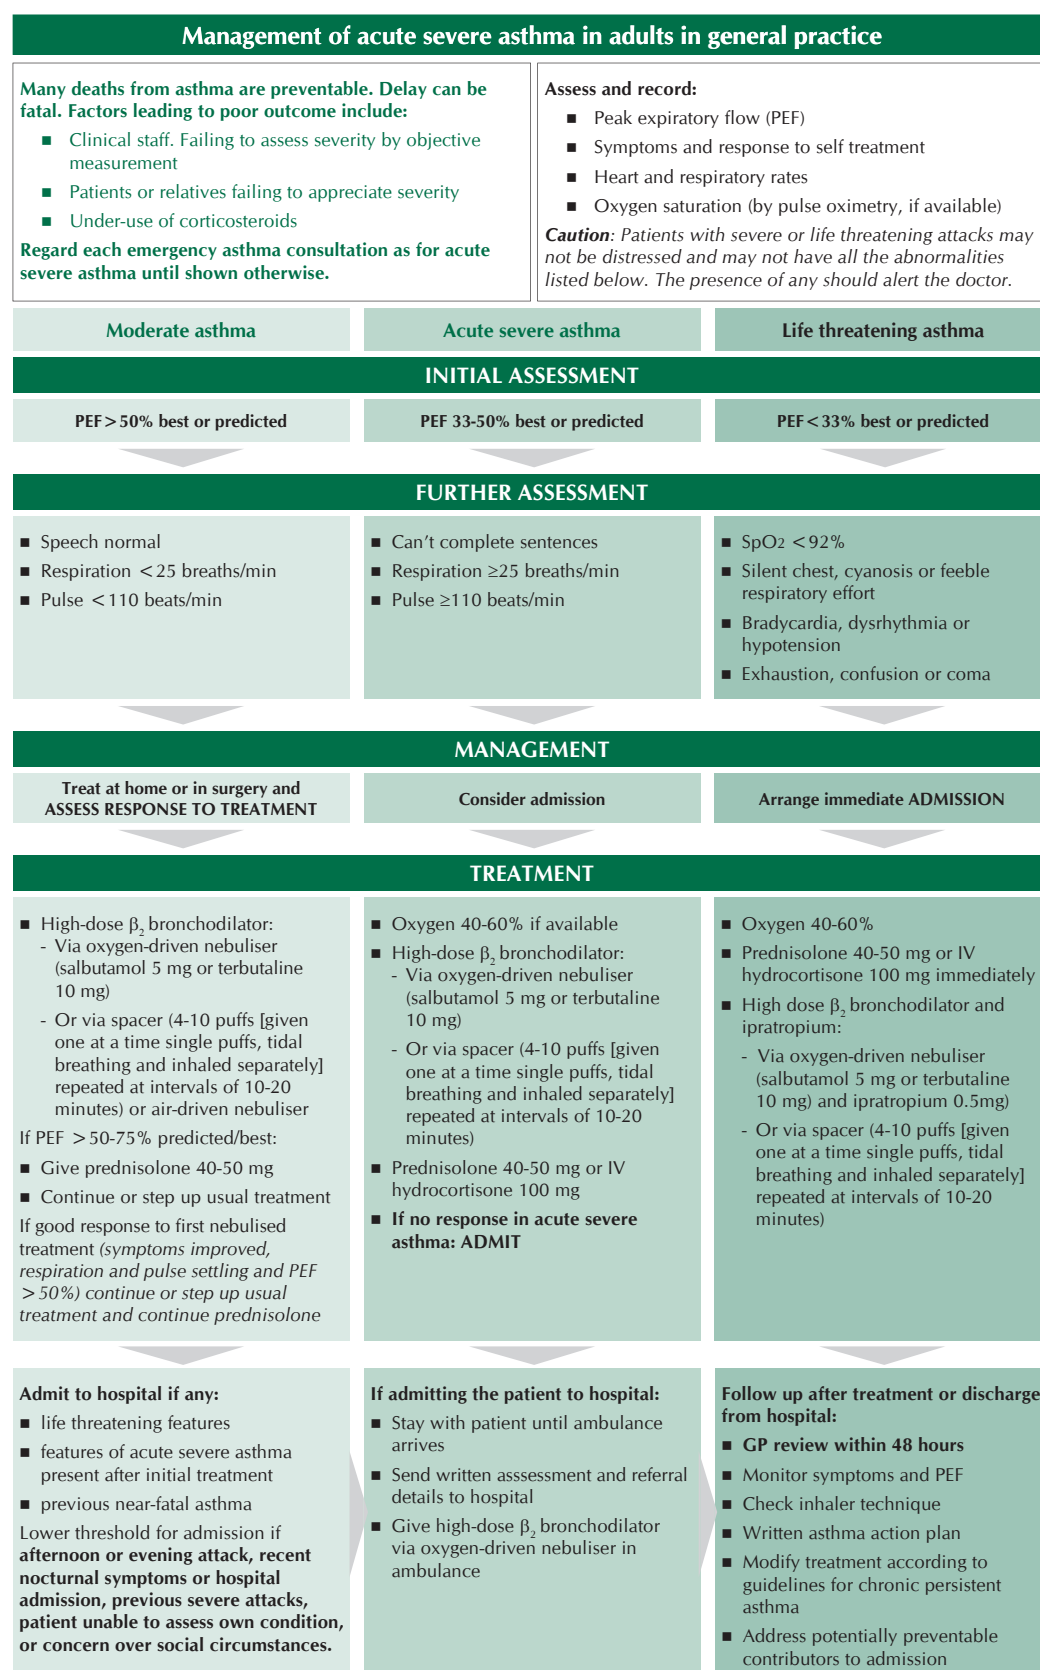 Management of acute severe asthma in adults in general practice
Many deaths from asthma are preventable. Delay can be
fatal. Factors leading to poor outcome include:
■ Clinical staff. Failing to assess severity by objective
measurement
■ Patients or relatives failing to appreciate severity
■ Under-use of corticosteroids
Regard each emergency asthma consultation as for acute
severe asthma until shown otherwise.
Assess and record:
■ Peak expiratory flow (PEF)
■ Symptoms and response to self treatment
■ Heart and respiratory rates
■ Oxygen saturation (by pulse oximetry, if available)
Caution: Patients with severe or life threatening attacks may
not be distressed and may not have all the abnormalities
listed below. The presence of any should alert the doctor.
Moderate asthma
Acute severe asthma
Life threatening asthma
INITIAL ASSESSMENT
PEF>50% best or predicted
PEF 33-50% best or predicted
PEF<33% best or predicted
FURTHER ASSESSMENT
■ Speech normal
■ Respiration <25 breaths/min
■ Pulse <110 beats/min
■ Can't complete sentences
■ Respiration ≥25 breaths/min
■ Pulse ≥110 beats/min
■ SpO2 <92%
■ Silent chest, cyanosis or feeble
respiratory effort
■ Bradycardia, dysrhythmia or
hypotension
■ Exhaustion, confusion or coma
MANAGEMENT
Treat at home or in surgery and
ASSESS RESPONSE TO TREATMENT
Consider admission
Arrange immediate ADMISSION
TREATMENT
■ High-dose β₂ bronchodilator:
- Via oxygen-driven nebuliser
(salbutamol 5 mg or terbutaline
10 mg)
- Or via spacer (4-10 puffs [given
one at a time single puffs, tidal
breathing and inhaled separately]
repeated at intervals of 10-20
minutes) or air-driven nebuliser
If PEF >50-75% predicted/best:
■ Give prednisolone 40-50 mg
■ Continue or step up usual treatment
If good response to first nebulised
treatment (symptoms improved,
respiration and pulse settling and PEF
>50%) continue or step up usual
treatment and continue prednisolone
■ Oxygen 40-60% if available
■ High-dose β₂ bronchodilator:
- Via oxygen-driven nebuliser
(salbutamol 5 mg or terbutaline
10 mg)
- Or via spacer (4-10 puffs [given
one at a time single puffs, tidal
breathing and inhaled separately]
repeated at intervals of 10-20
minutes)
■ Prednisolone 40-50 mg or IV
hydrocortisone 100 mg
■ If no response in acute severe
asthma: ADMIT
■ Oxygen 40-60%
■ Prednisolone 40-50 mg or IV
hydrocortisone 100 mg immediately
■ High dose β₂ bronchodilator and
ipratropium:
- Via oxygen-driven nebuliser
(salbutamol 5 mg or terbutaline
10 mg) and ipratropium 0.5mg)
- Or via spacer (4-10 puffs [given
one at a time single puffs, tidal
breathing and inhaled separately]
repeated at intervals of 10-20
minutes)
Admit to hospital if any:
■ life threatening features
■ features of acute severe asthma
present after initial treatment
■ previous near-fatal asthma
Lower threshold for admission if
afternoon or evening attack, recent
nocturnal symptoms or hospital
admission, previous severe attacks,
patient unable to assess own condition,
or concern over social circumstances.
If admitting the patient to hospital:
■ Stay with patient until ambulance
arrives
■ Send written asssessment and referral
details to hospital
■ Give high-dose β₂ bronchodilator
via oxygen-driven nebuliser in
ambulance
Follow up after treatment or discharge
from hospital:
■ GP review within 48 hours
■ Monitor symptoms and PEF
■ Check inhaler technique
■ Written asthma action plan
■ Modify treatment according to
guidelines for chronic persistent
asthma
■ Address potentially preventable
contributors to admission